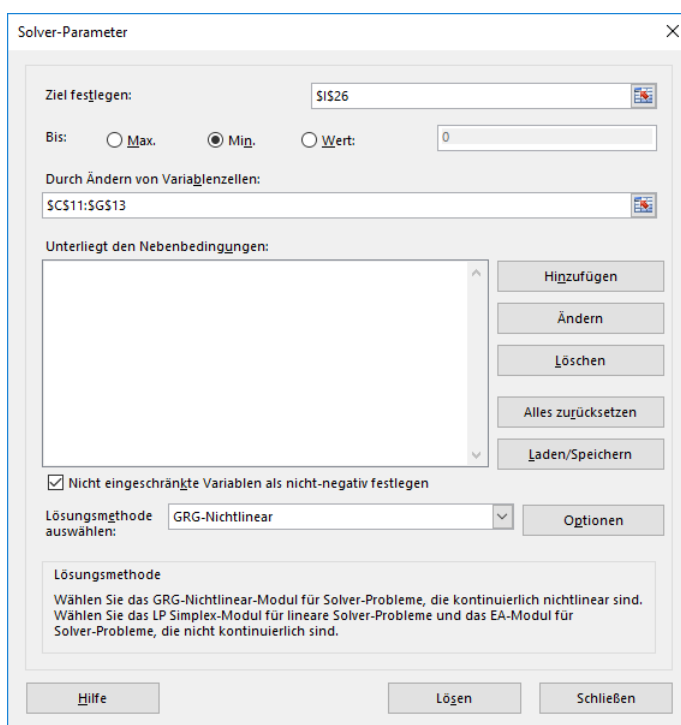 Solver-Parameter
Ziel festlegen: $I$26
Bis: Max. Min. Wert: 0
Durch Ändern von Variablenzellen:
$C$11:$G$13
Unterliegt den Nebenbedingungen:
Hinzufügen
Ändern
Löschen
Alles zurücksetzen
Laden/Speichern
Nicht eingeschränkte Variablen als nicht-negativ festlegen
Lösungsmethode
auswählen:
GRG-Nichtlinear
Optionen
Lösungsmethode
Wählen Sie das GRG-Nichtlinear-Modul für Solver-Probleme, die kontinuierlich nichtlinear sind.
Wählen Sie das LP Simplex-Modul für lineare Solver-Probleme und das EA-Modul für
Solver-Probleme, die nicht kontinuierlich sind.
Hilfe Lösen Schließen